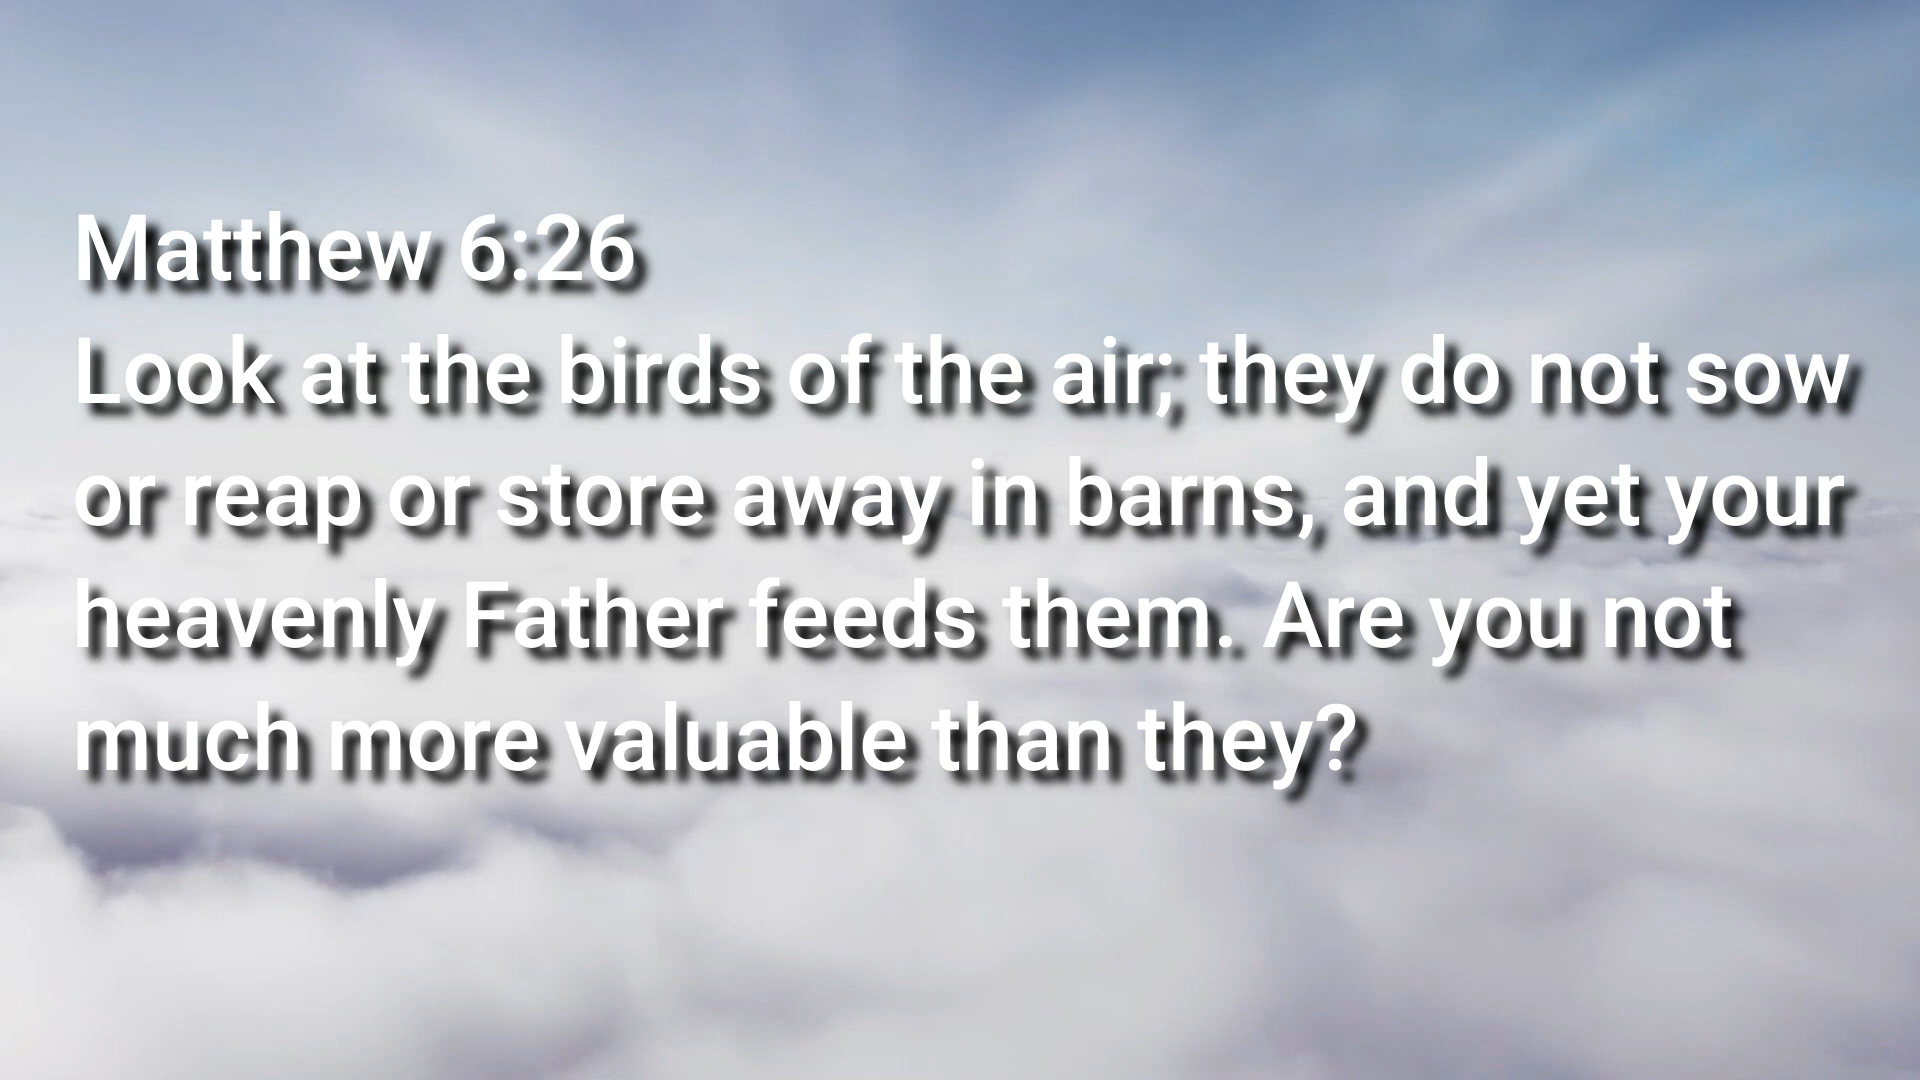 Matthew 6:26
Look at the birds of the air; they do not sow
or reap or store away in barns, and yet your
heavenly Father feeds them. Are you not
much more valuable than they?